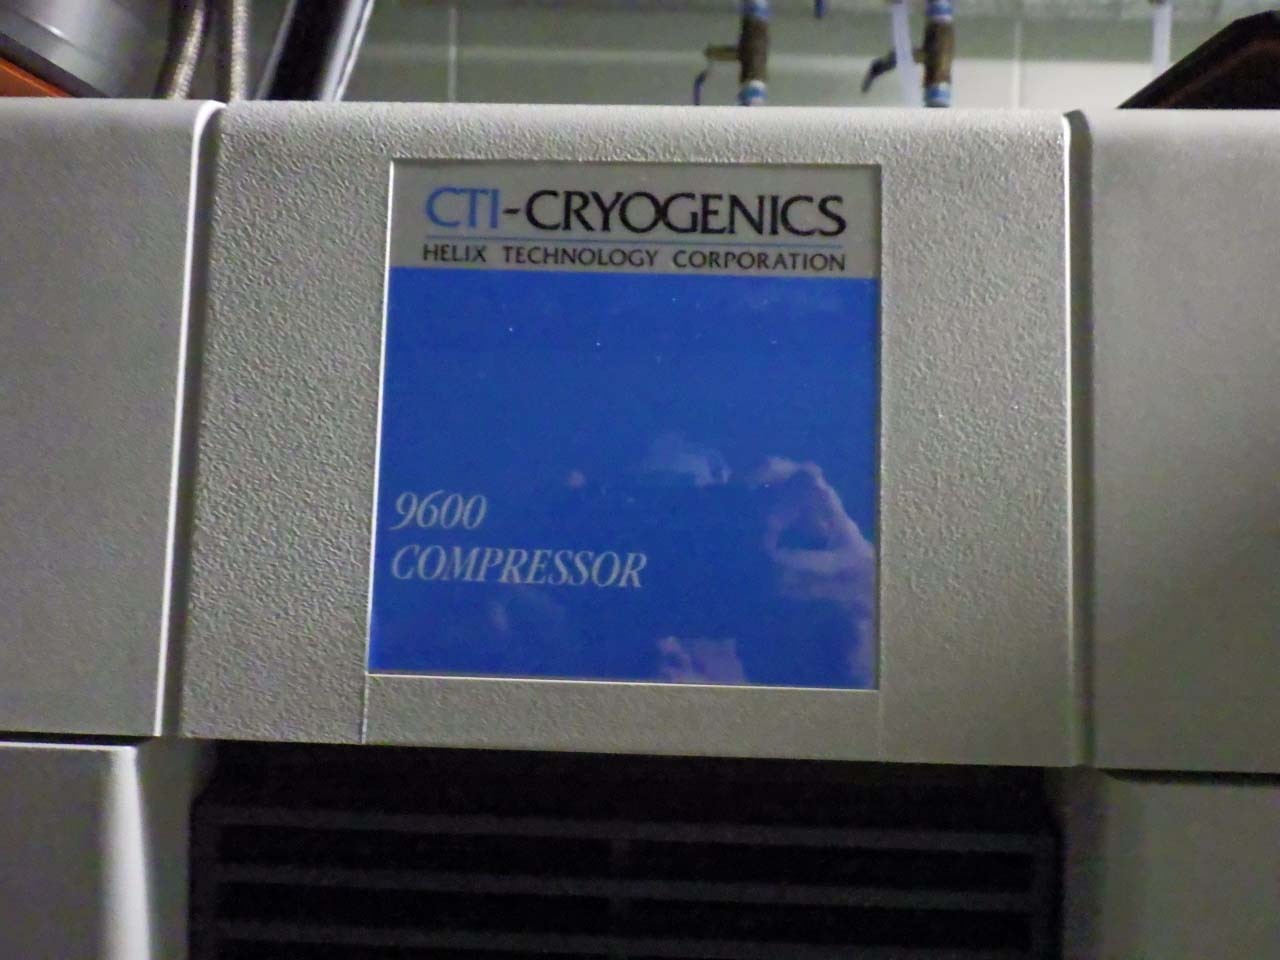 CTI-CRYOGENICS
HELIX TECHNOLOGY CORPORATION
9600
COMPRESSOR